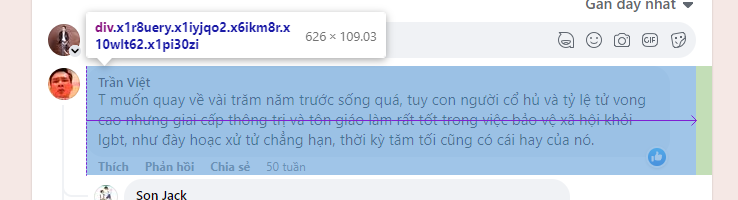 Gần đây nhất
div.x1r8uery.x1iyjqo2.x6ikm8r.x
10wlt62.x1pi30zi
626 × 109.03
GIF
Trần Việt
T muốn quay về vài trăm năm trước sống quá, tuy con người cổ hủ và tỷ lệ tử vong
cao nhưng giai cấp thông trị và tôn giáo làm rất tốt trong việc bảo vệ xã hội khỏi
lgbt, như đày hoạc xử tử chẳng hạn, thời kỳ tăm tối cũng có cái hay của nó.
Thích Phản hồi Chia sẻ 50 tuần
Son Jack